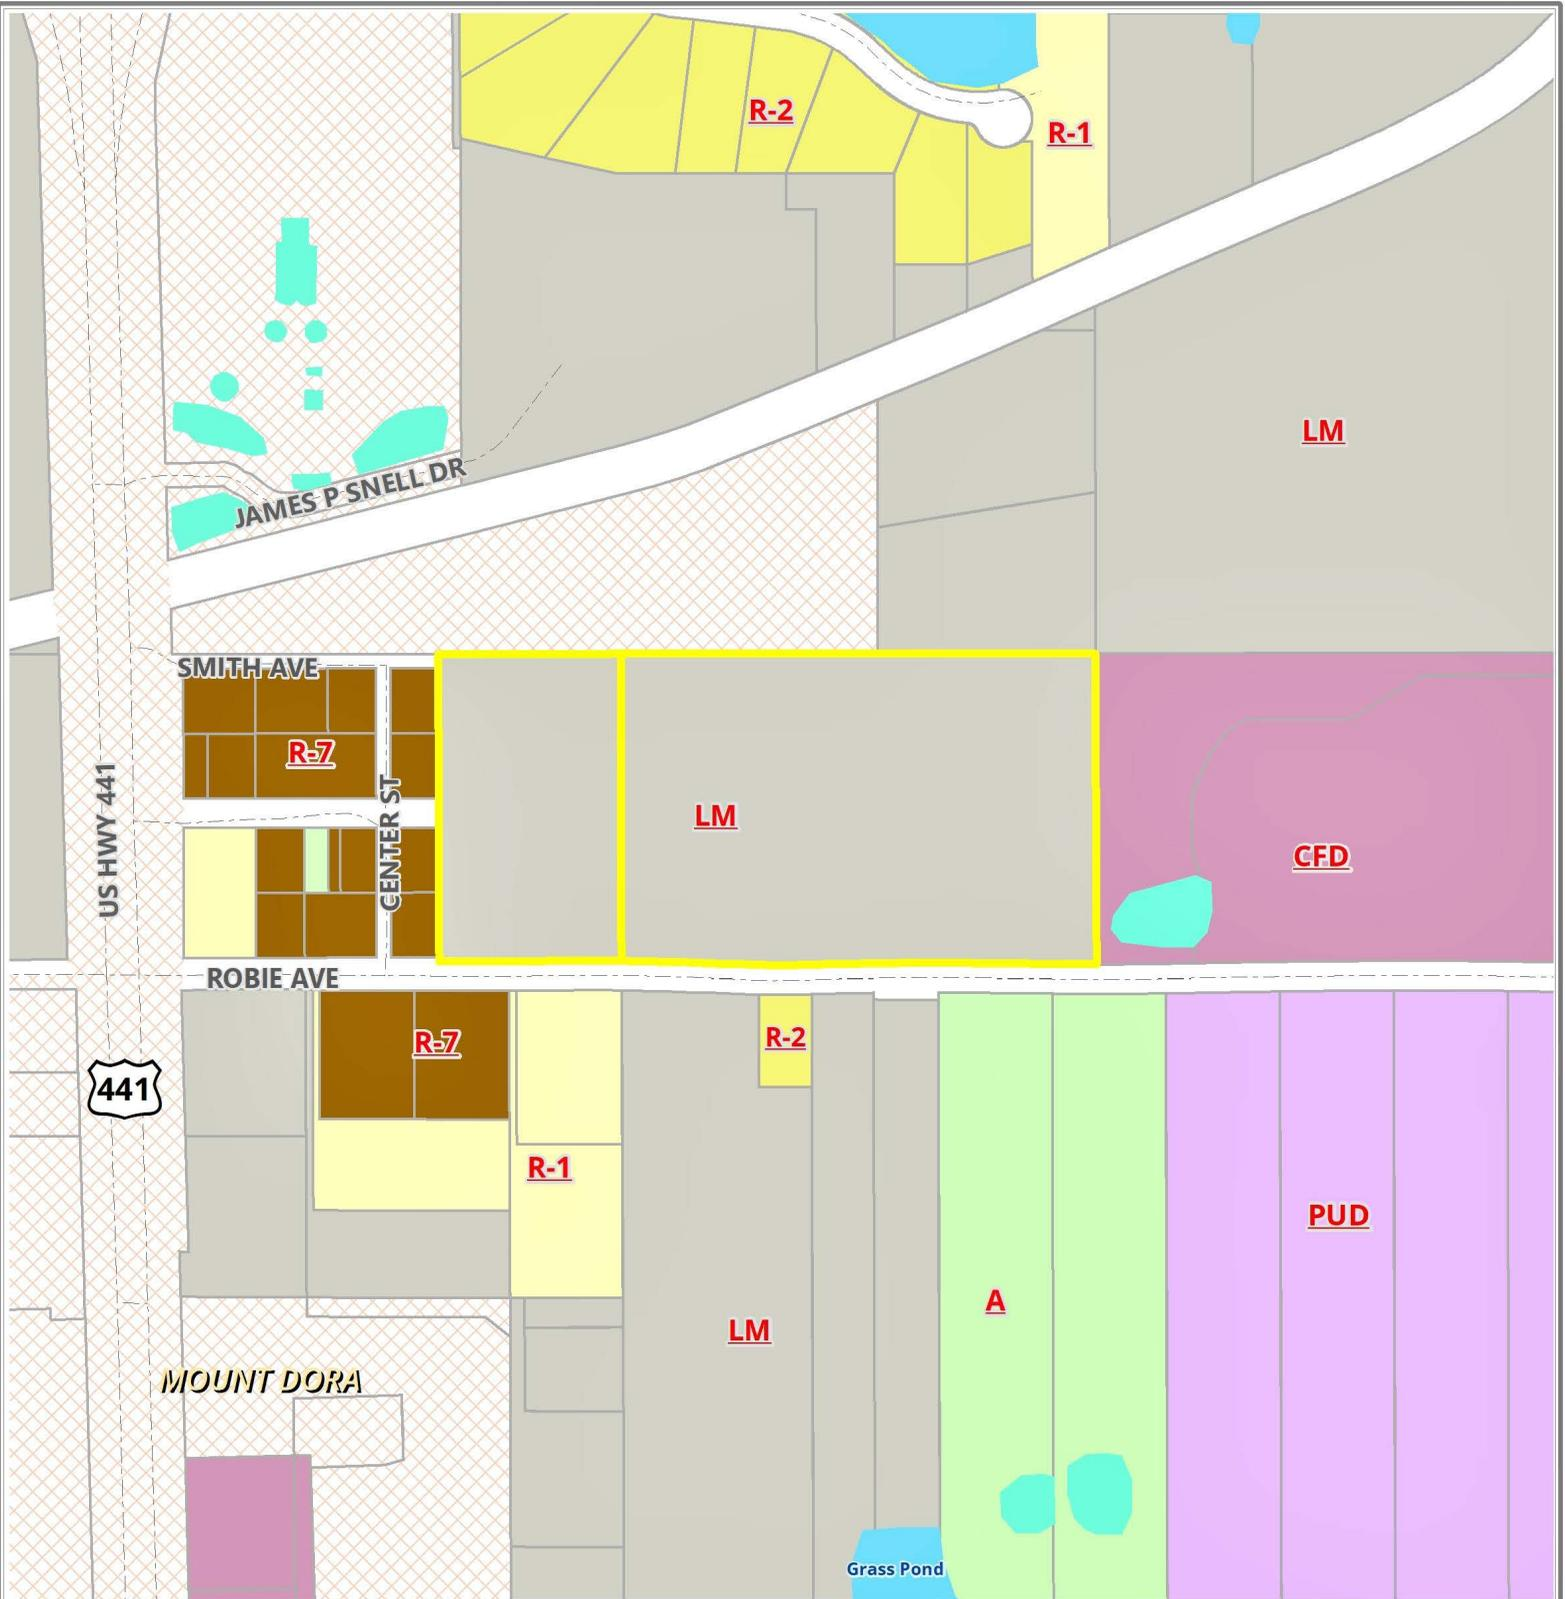 R-2
R-1
LM
JAMES P SNELL DR
SMITH AVE
R-7
US HWY 441
CENTER ST
LM
CFD
ROBIE AVE
R-7
R-2
441
R-1
PUD
A
LM
MOUNT DORA
Grass Pond